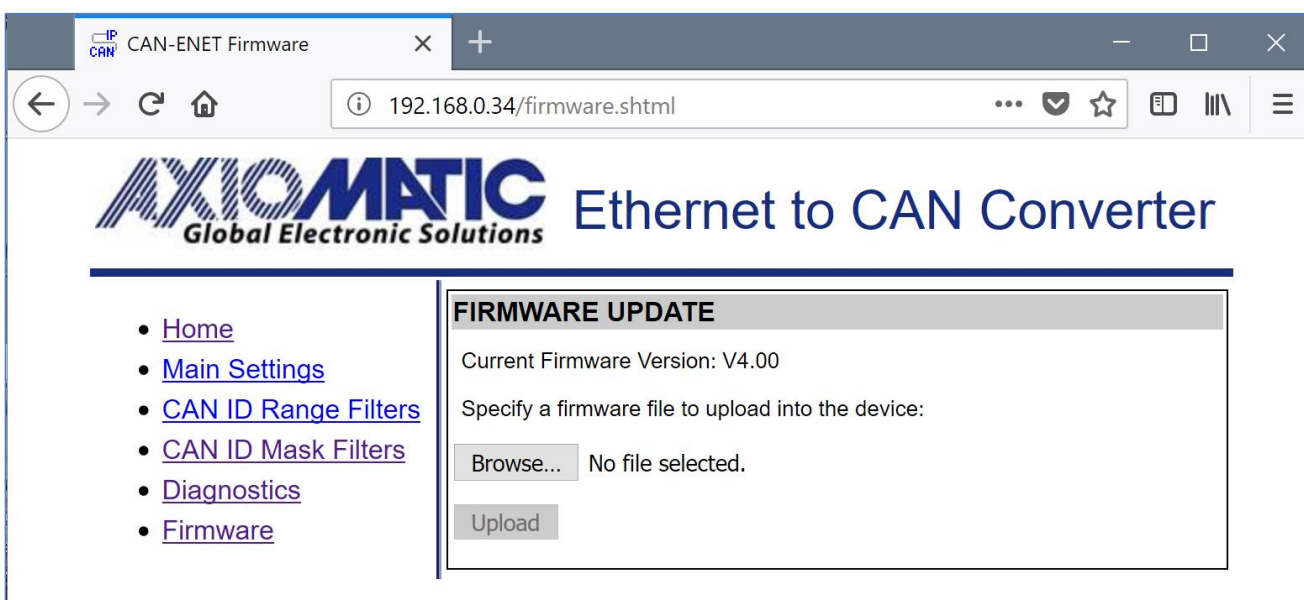 IP
CAN
CAN-ENET Firmware
192.168.0.34/firmware.shtml
AXIOMATIC
Global Electronic Solutions
Ethernet to CAN Converter
Home
Main Settings
CAN ID Range Filters
CAN ID Mask Filters
Diagnostics
Firmware
FIRMWARE UPDATE
Current Firmware Version: V4.00
Specify a firmware file to upload into the device:
Browse... No file selected.
Upload